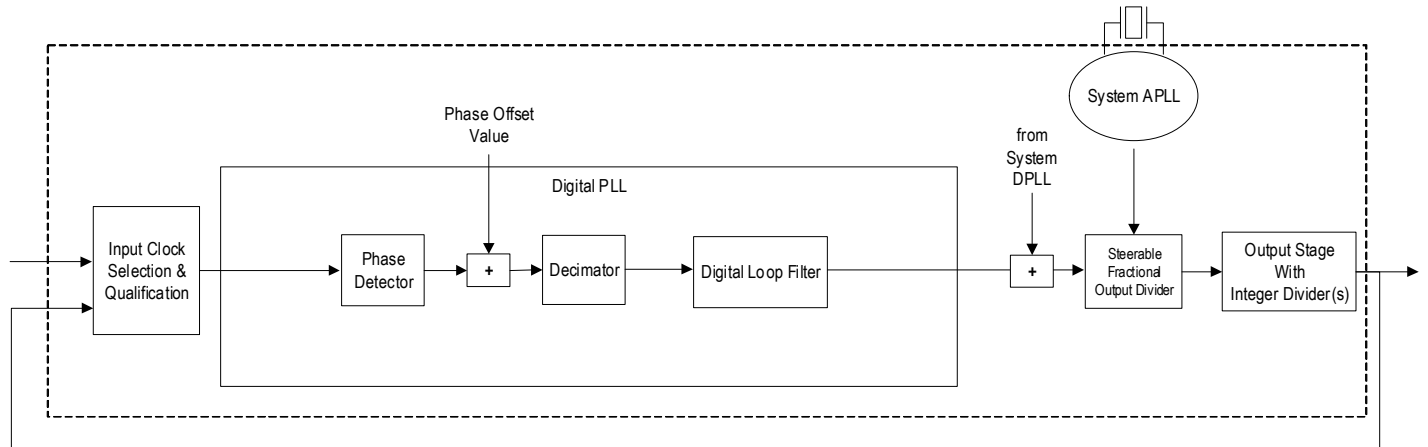 System APLL
Phase Offset
Value
from
System
DPLL
Digital PLL
Input Clock
Selection &
Qualification
Phase
Detector
+
Decimator
Digital Loop Filter
+
Steerable
Fractional
Output Divider
Output Stage
With
Integer Divider(s)